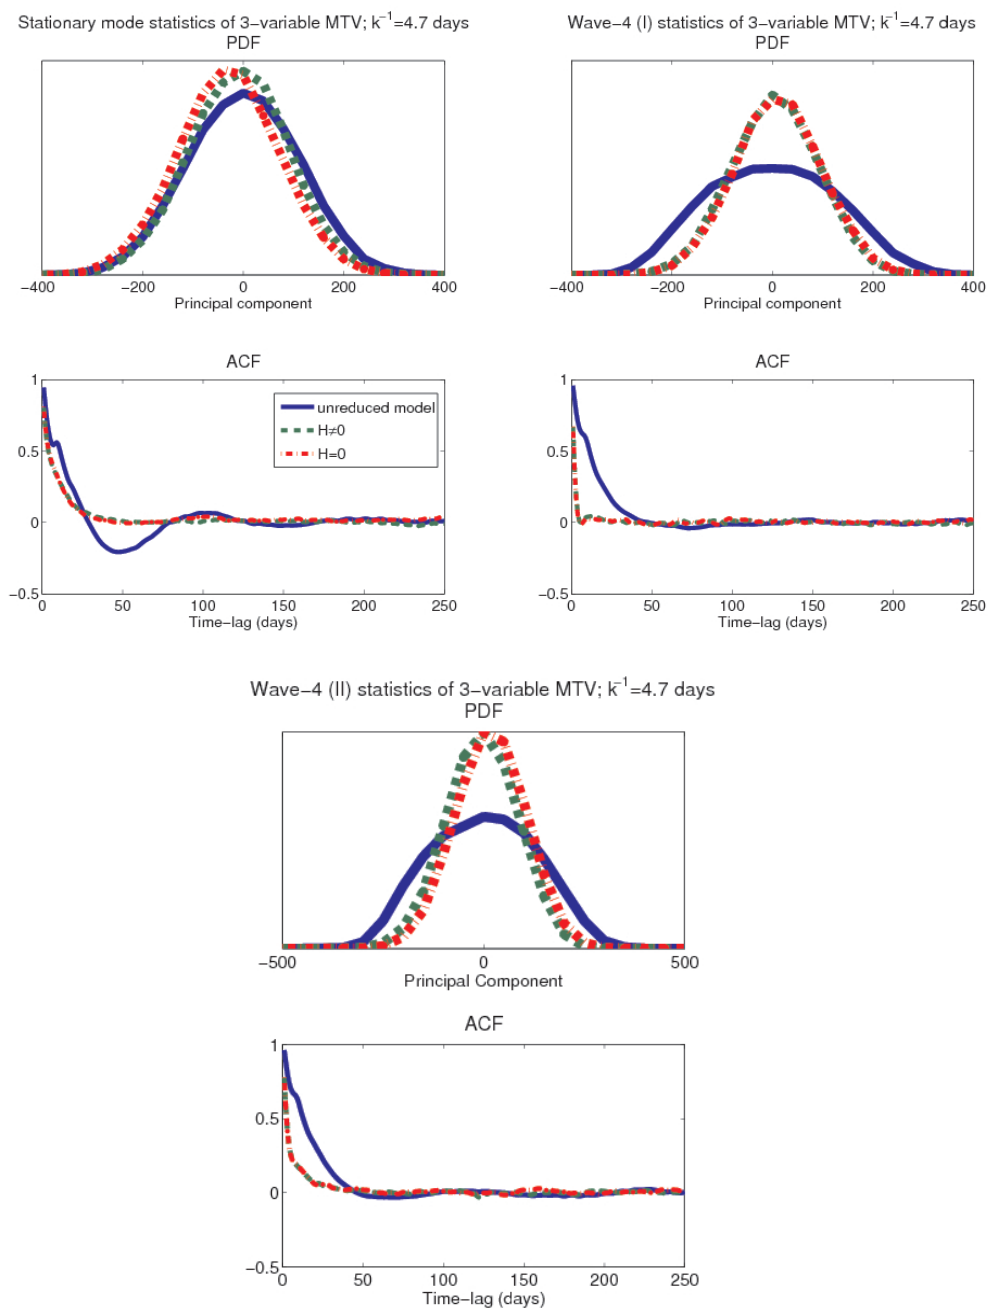 Stationary mode statistics of 3−variable MTV; k⁻¹=4.7 days
PDF
−400 −200 0 200 400
Principal component
Wave−4 (I) statistics of 3−variable MTV; k⁻¹=4.7 days
PDF
−400 −200 0 200 400
Principal component
ACF
1
0.5
0
−0.5
unreduced model
H≠0
H=0
0 50 100 150 200 250
Time−lag (days)
ACF
1
0.5
0
−0.5
0 50 100 150 200 250
Time−lag (days)
Wave−4 (II) statistics of 3−variable MTV; k⁻¹=4.7 days
PDF
−500 0 500
Principal Component
ACF
1
0.5
0
−0.5
0 50 100 150 200 250
Time−lag (days)